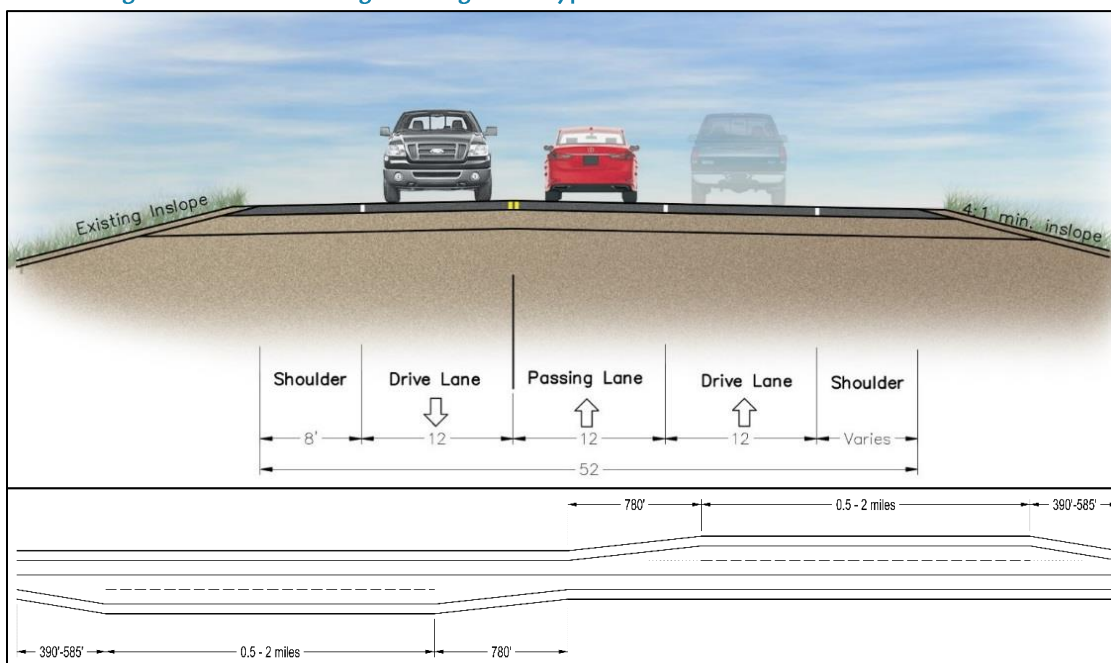 Existing Inslope
4:1 min. inslope
Shoulder
Drive Lane
Passing Lane
Drive Lane
Shoulder
8'
12
12
12
Varies
52
780'
0.5 - 2 miles
390'-585'
390'-585'
0.5 - 2 miles
780'